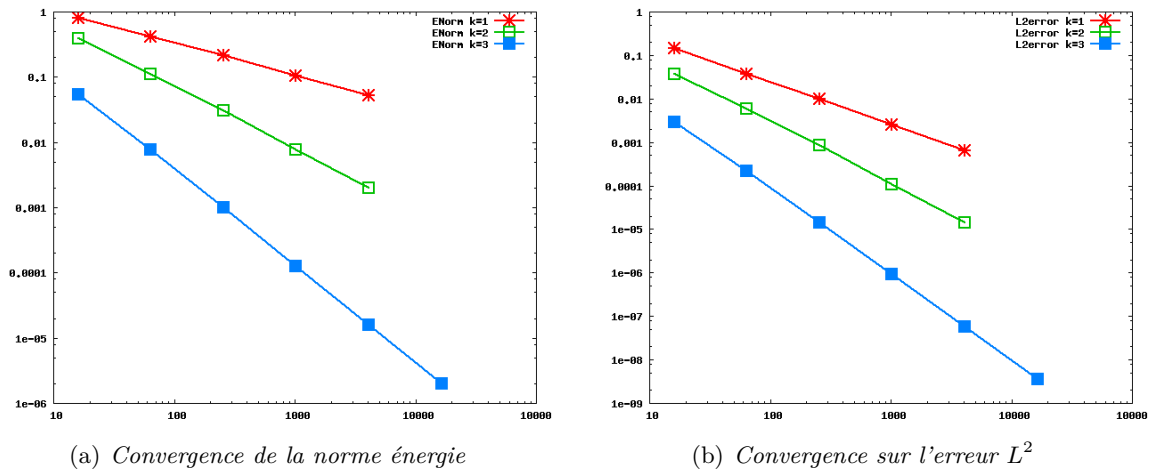 1
0.1
0.01
0.001
0.0001
1e-05
1e-06
10
100
1000
10000
10000
ENorm k=1
ENorm k=2
ENorm k=3
(a) Convergence de la norme énergie
1
0.1
0.01
0.001
0.0001
1e-05
1e-06
1e-07
1e-08
1e-09
10
100
1000
10000
10000
L2error k=1
L2error k=2
L2error k=3
(b) Convergence sur l'erreur L²